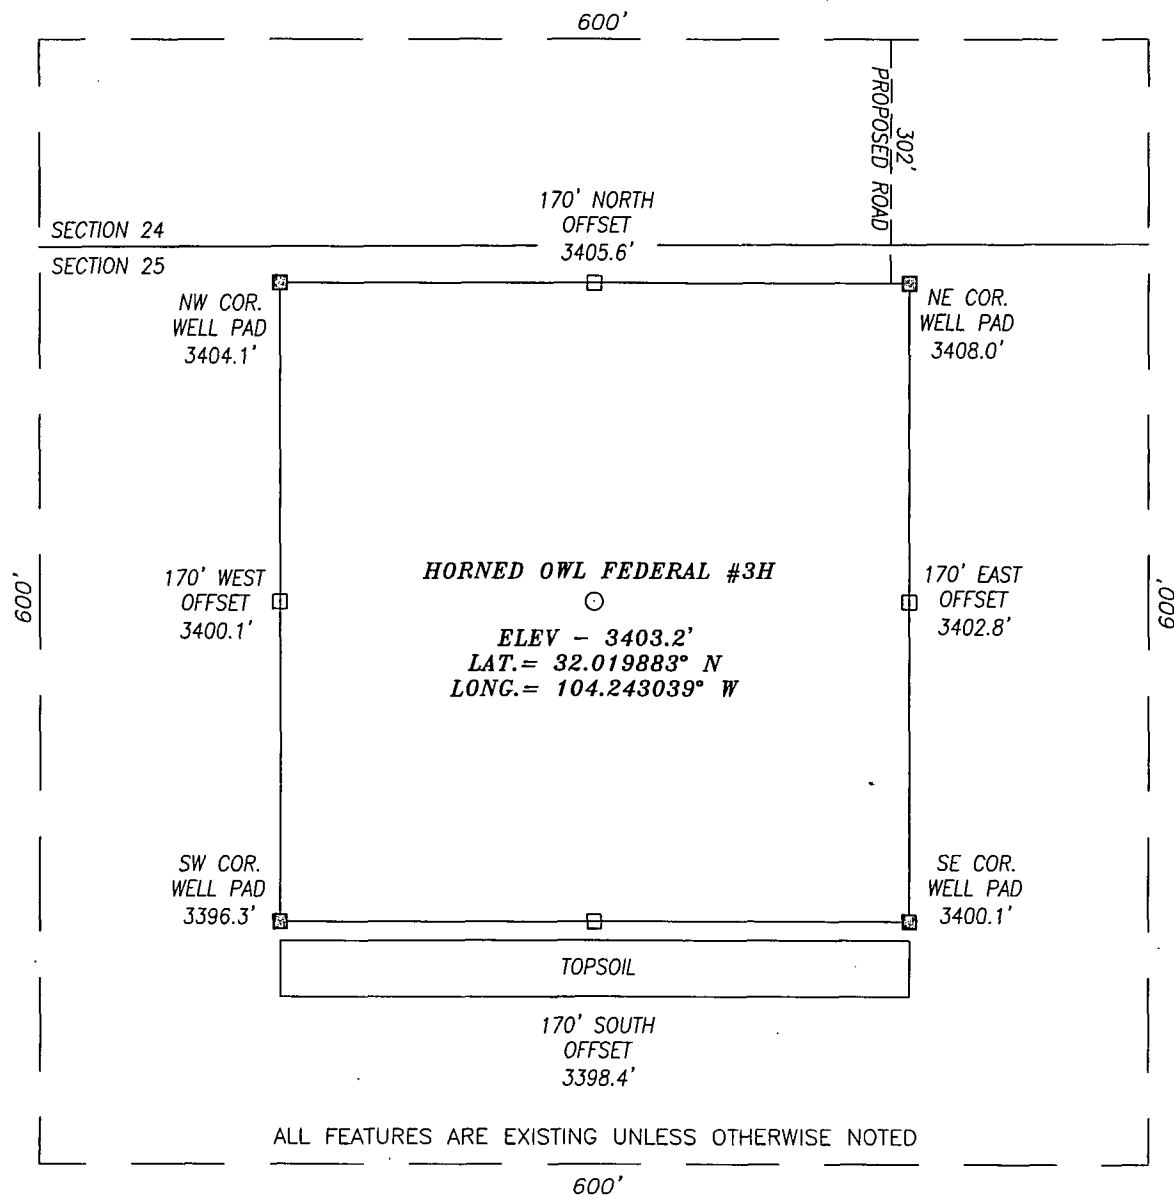 600'
302'
PROPOSED ROAD
170' NORTH
OFFSET
3405.6'
SECTION 24
SECTION 25
NW COR.
WELL PAD
3404.1'
NE COR.
WELL PAD
3408.0'
600'
170' WEST
OFFSET
3400.1'
HORNED OWL FEDERAL #3H
ELEV - 3403.2'
LAT.= 32.019883° N
LONG.= 104.243039° W
170' EAST
OFFSET
3402.8'
600'
SW COR.
WELL PAD
3396.3'
SE COR.
WELL PAD
3400.1'
TOPSOIL
170' SOUTH
OFFSET
3398.4'
ALL FEATURES ARE EXISTING UNLESS OTHERWISE NOTED
600'